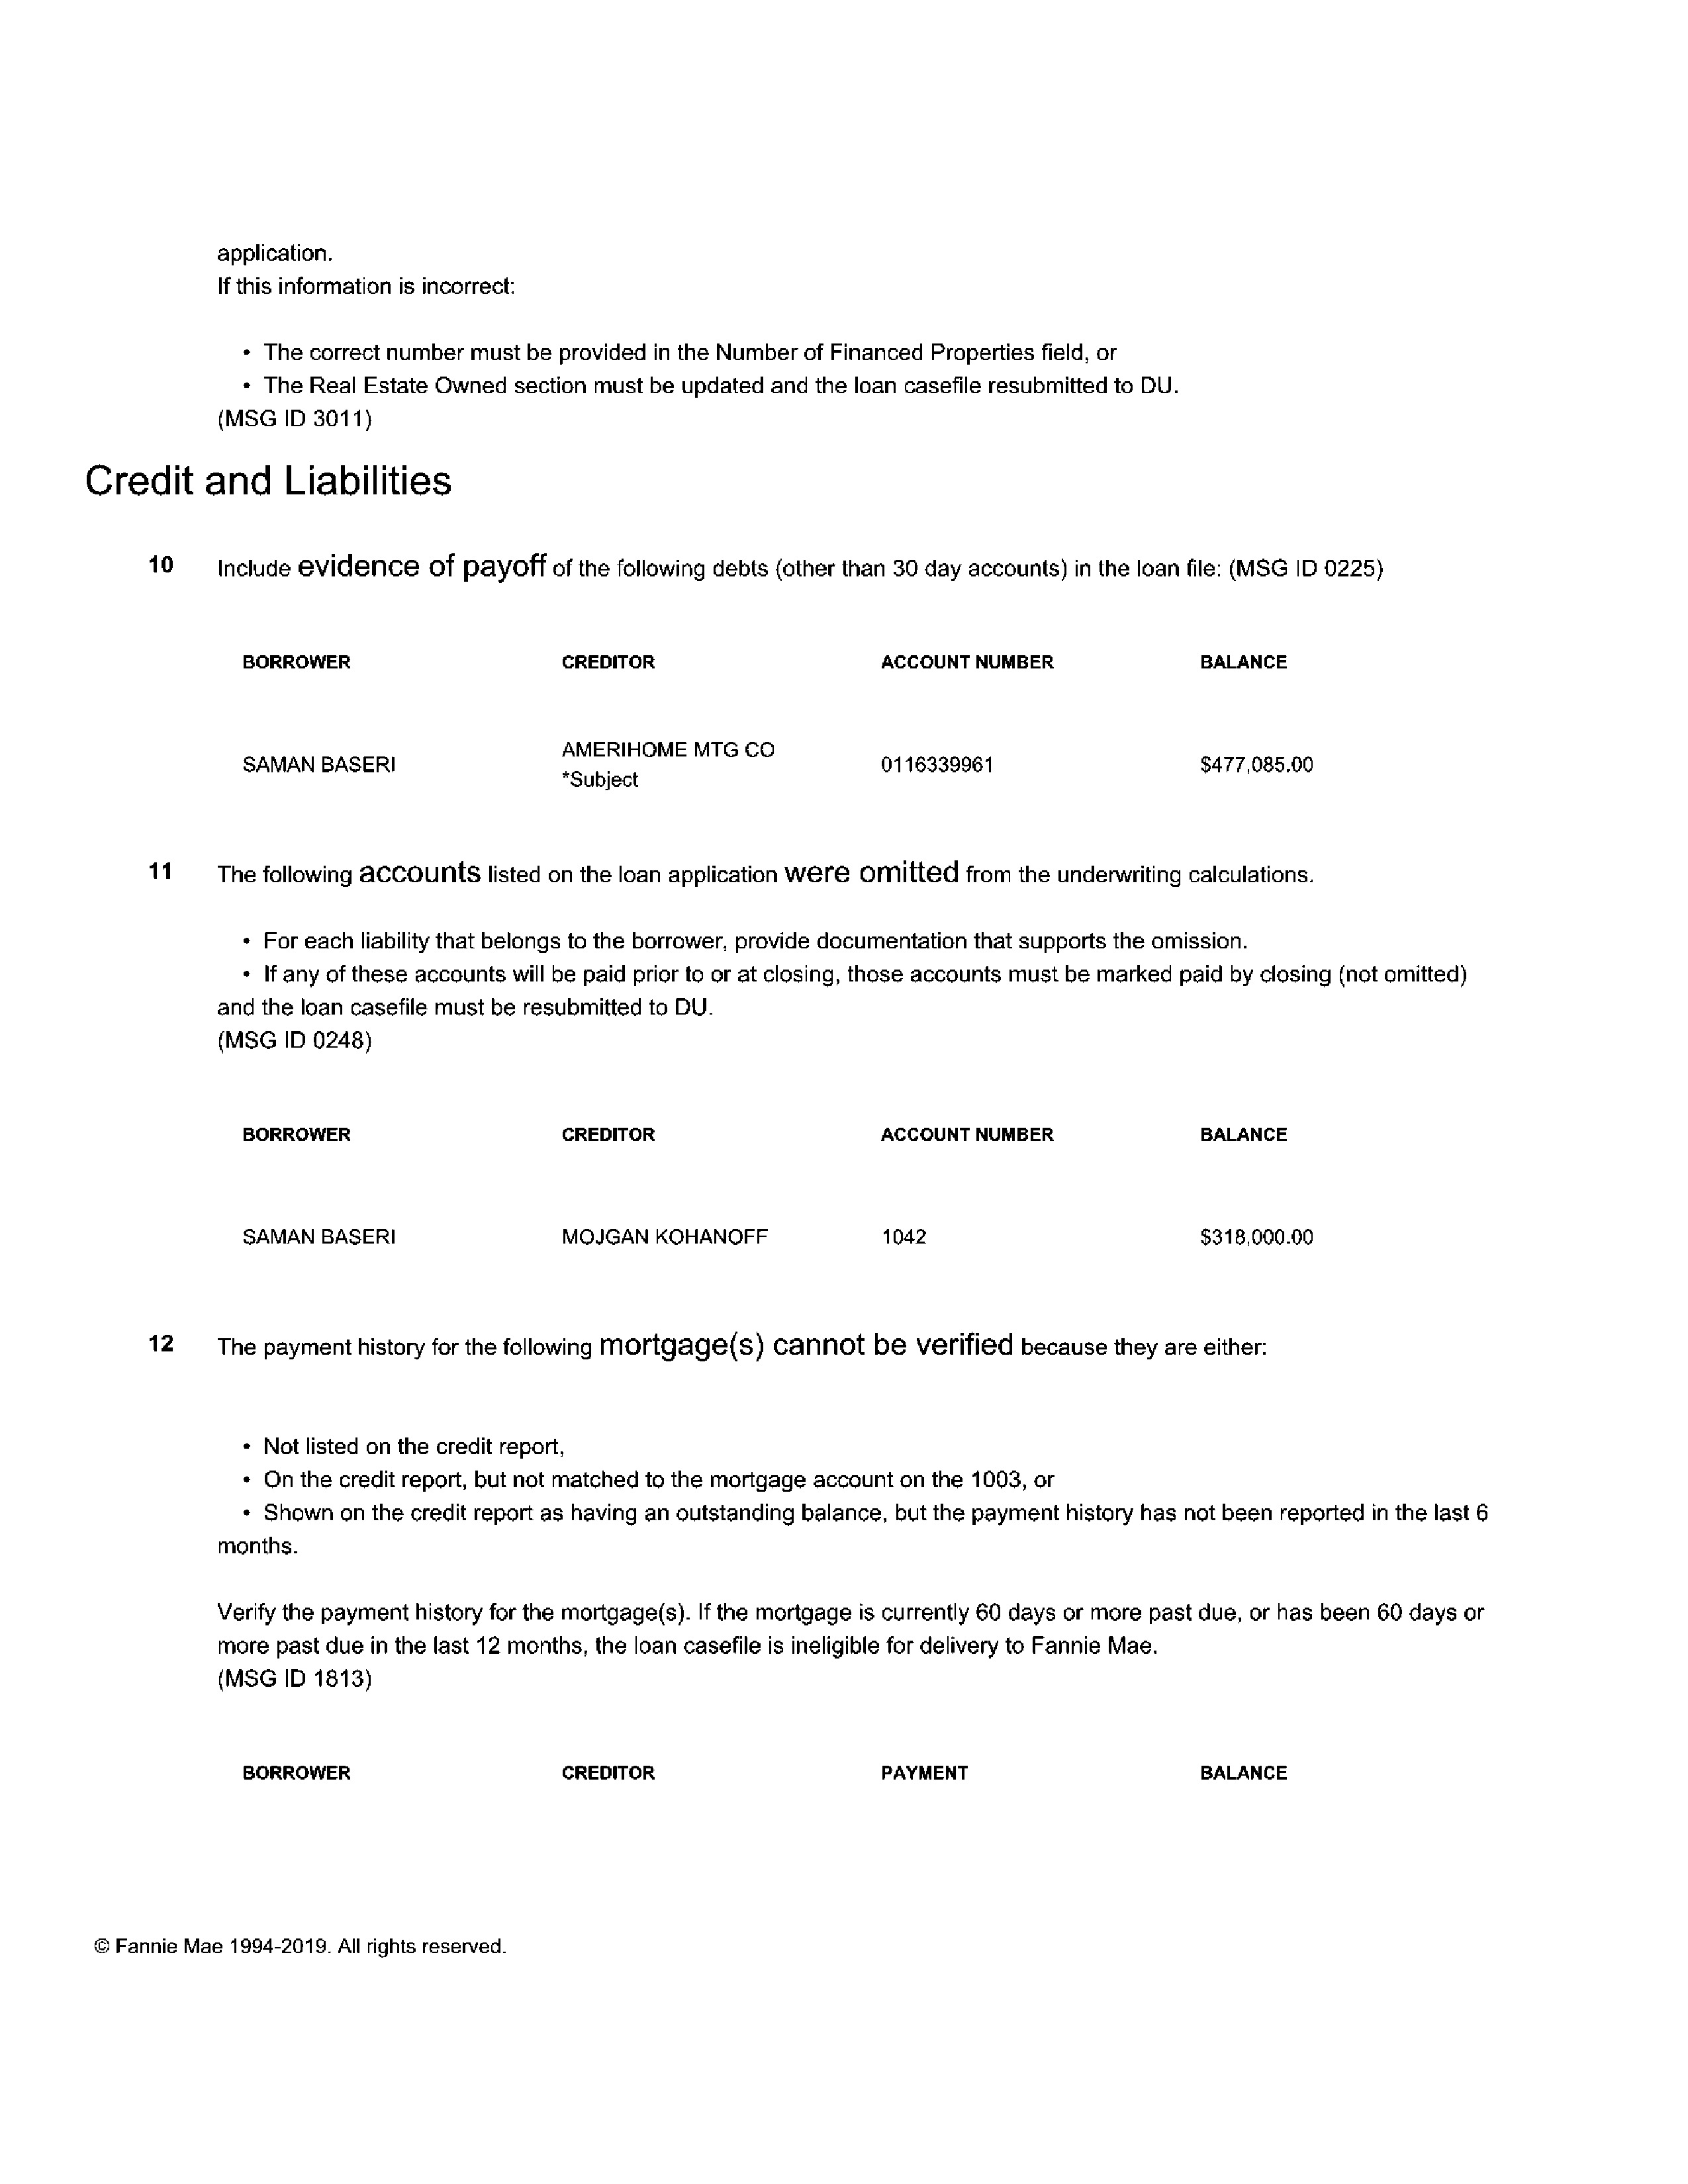 application.
If this information is incorrect:
• The correct number must be provided in the Number of Financed Properties field, or
• The Real Estate Owned section must be updated and the loan casefile resubmitted to DU.
(MSG ID 3011)
Credit and Liabilities
10 Include evidence of payoff of the following debts (other than 30 day accounts) in the loan file: (MSG ID 0225)
BORROWER CREDITOR ACCOUNT NUMBER BALANCE
SAMAN BASERI AMERIHOME MTG CO *Subject 0116339961 $477,085.00
11 The following accounts listed on the loan application were omitted from the underwriting calculations.
• For each liability that belongs to the borrower, provide documentation that supports the omission.
• If any of these accounts will be paid prior to or at closing, those accounts must be marked paid by closing (not omitted)
and the loan casefile must be resubmitted to DU.
(MSG ID 0248)
BORROWER CREDITOR ACCOUNT NUMBER BALANCE
SAMAN BASERI MOJGAN KOHANOFF 1042 $318,000.00
12 The payment history for the following mortgage(s) cannot be verified because they are either:
• Not listed on the credit report,
• On the credit report, but not matched to the mortgage account on the 1003, or
• Shown on the credit report as having an outstanding balance, but the payment history has not been reported in the last 6
months.
Verify the payment history for the mortgage(s). If the mortgage is currently 60 days or more past due, or has been 60 days or
more past due in the last 12 months, the loan casefile is ineligible for delivery to Fannie Mae.
(MSG ID 1813)
BORROWER CREDITOR PAYMENT BALANCE
© Fannie Mae 1994-2019. All rights reserved.